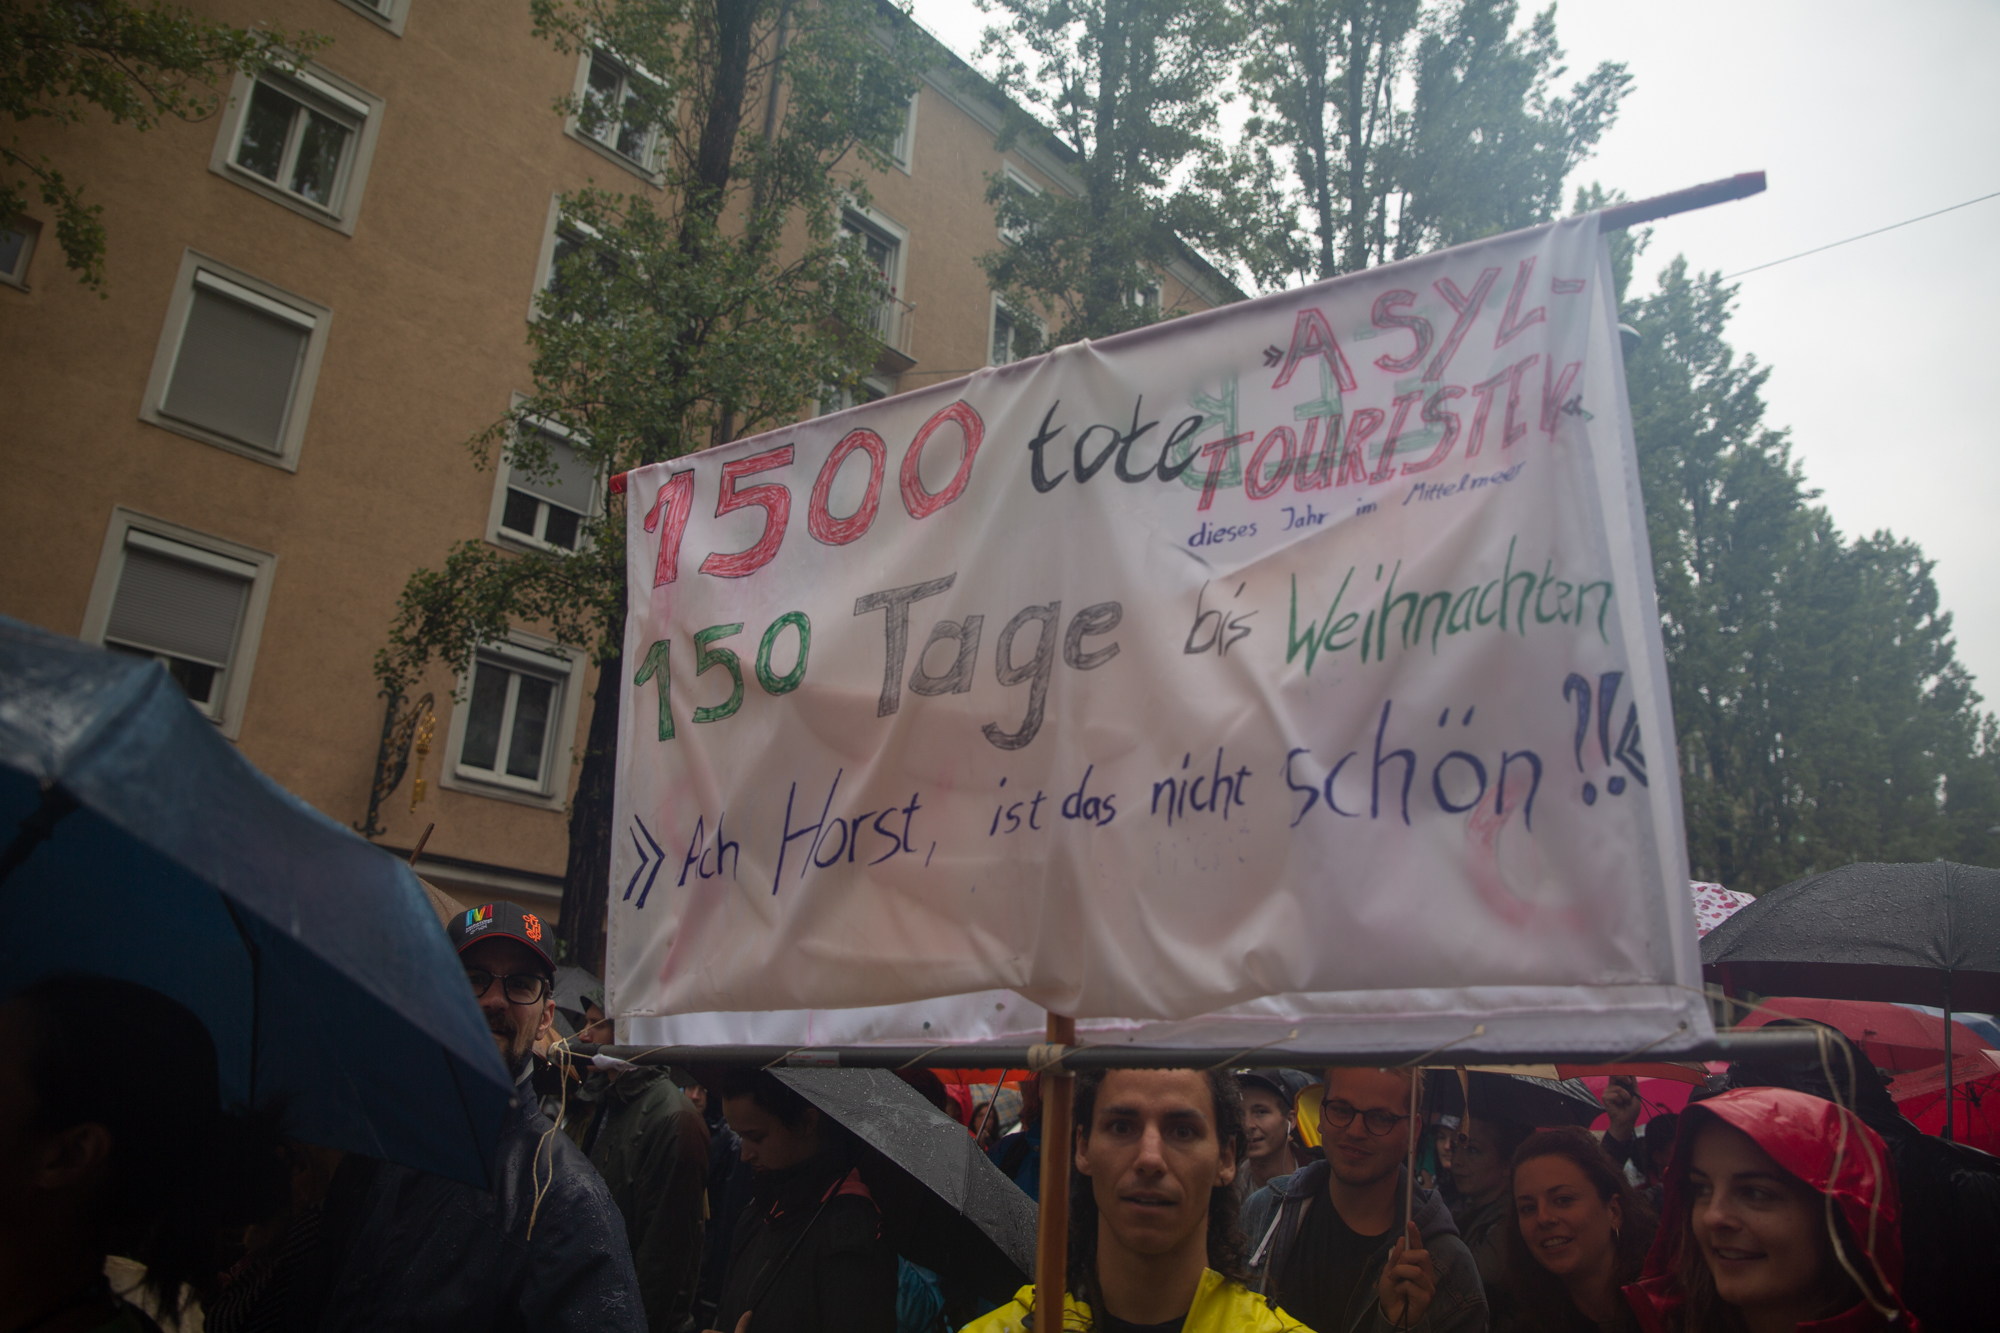 1500 tote »ASYL-
TOURISTEN«
dieses Jahr im Mittelmeer
150 Tage bis Weihnachten
»Ach Horst, ist das nicht schön?!!«